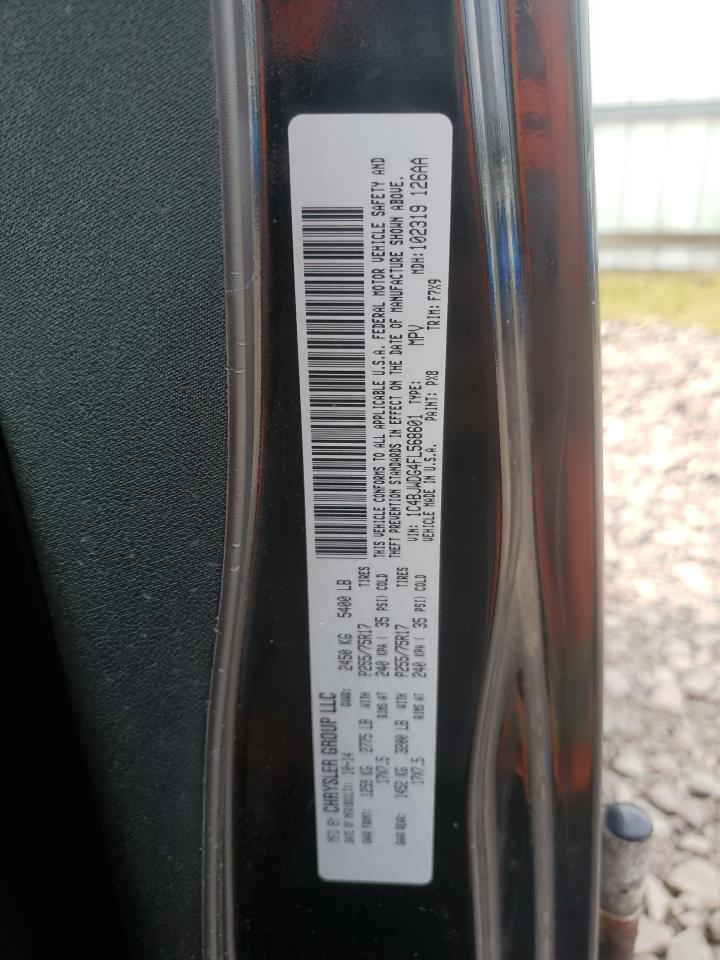 MFD BY CHRYSLER GROUP LLC
DATE OF MFR(BUILT): 10-14 GVWR: 2450 KG 5400 LB
GAWR FRONT: 1259 KG 2775 LB WITH P255/75R17 TIRES
17X7.5 RIMS AT 240 KPA ( 35 PSI) COLD
GAWR REAR: 1452 KG 3200 LB WITH P255/75R17 TIRES
17X7.5 RIMS AT 240 KPA ( 35 PSI) COLD
THIS VEHICLE CONFORMS TO ALL APPLICABLE U.S.A. FEDERAL MOTOR VEHICLE SAFETY AND
THEFT PREVENTION STANDARDS IN EFFECT ON THE DATE OF MANUFACTURE SHOWN ABOVE.
VIN: 1C4BJWDG4FL568601 TYPE: MPV MDH: 102319 126AA
VEHICLE MADE IN U.S.A. PAINT: PX8 TRIM: F7X9